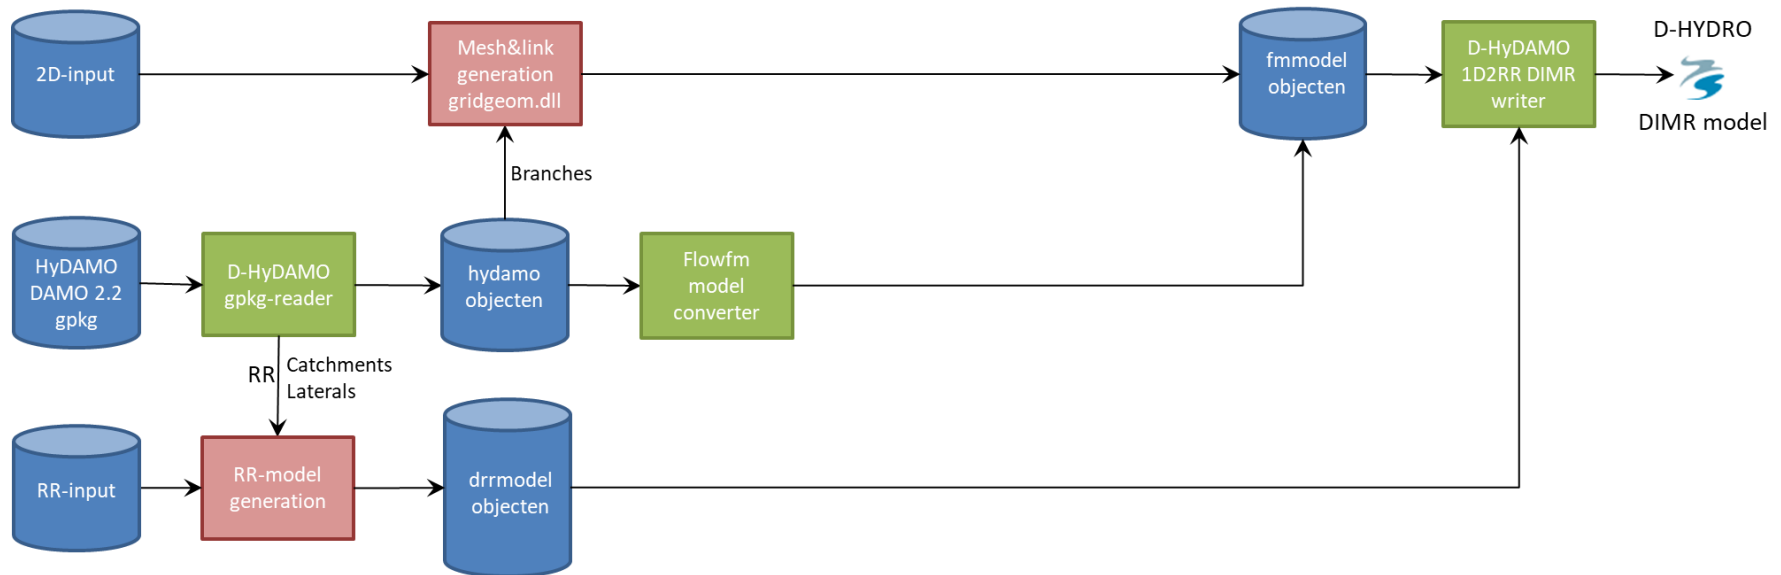 2D-input
Mesh&link
generation
gridgeom.dll
fmmodel
objecten
D-HyDAMO
1D2RR DIMR
writer
D-HYDRO
DIMR model
Branches
HyDAMO
DAMO 2.2
gpkg
D-HyDAMO
gpkg-reader
hydamo
objecten
Flowfm
model
converter
RR
Catchments
Laterals
RR-input
RR-model
generation
drrmodel
objecten